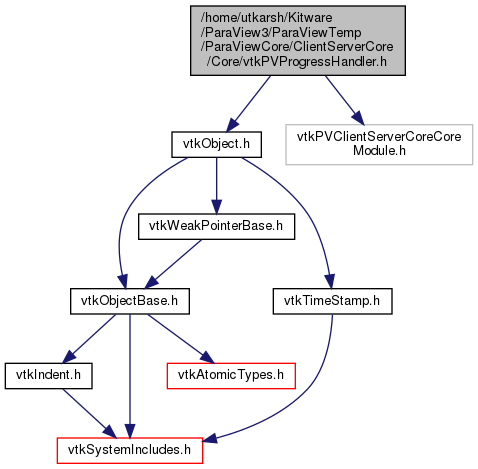 /home/utkarsh/Kitware
/ParaView3/ParaViewTemp
/ParaViewCore/ClientServerCore
/Core/vtkPVProgressHandler.h
vtkObject.h
vtkPVClientServerCoreCore
Module.h
vtkWeakPointerBase.h
vtkObjectBase.h
vtkTimeStamp.h
vtkIndent.h
vtkAtomicTypes.h
vtkSystemIncludes.h